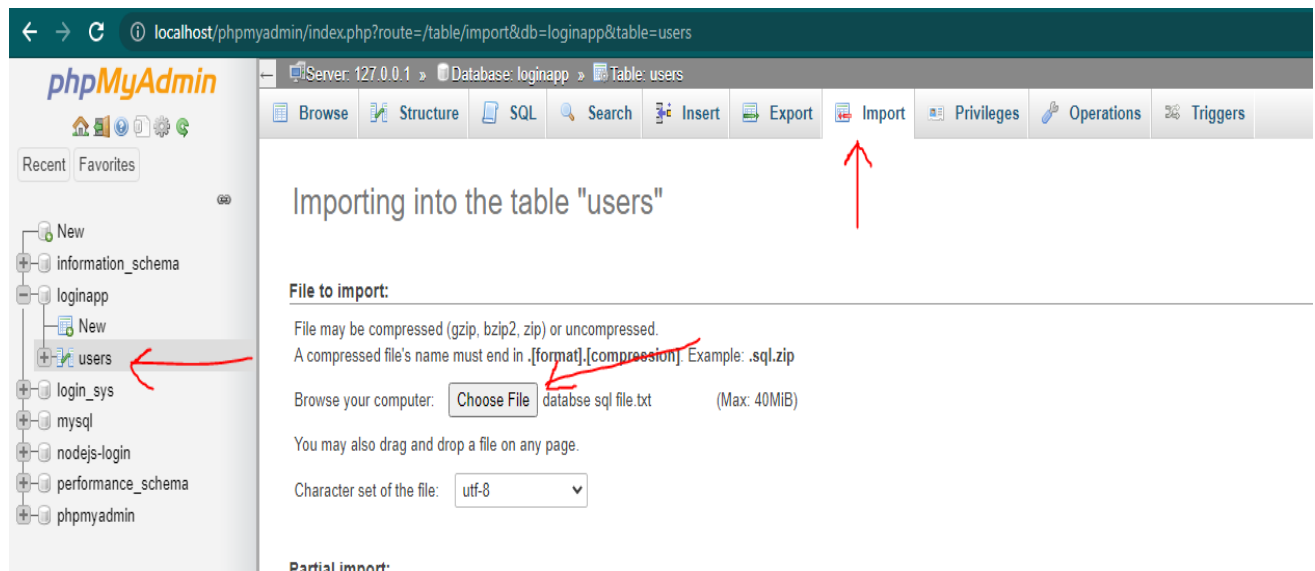 localhost/phpmyadmin/index.php?route=/table/import&db=loginapp&table=users
phpMyAdmin
Server: 127.0.0.1 » Database: loginapp » Table: users
Browse Structure SQL Search Insert Export Import Privileges Operations Triggers
Recent Favorites
Importing into the table "users"
New
information_schema
loginapp
New
users
login_sys
mysql
nodejs-login
performance_schema
phpmyadmin
File to import:
File may be compressed (gzip, bzip2, zip) or uncompressed.
A compressed file's name must end in .[format].[compression]. Example: .sql.zip
Browse your computer: Choose File databse sql file.txt (Max: 40MiB)
You may also drag and drop a file on any page.
Character set of the file: utf-8
Partial import: